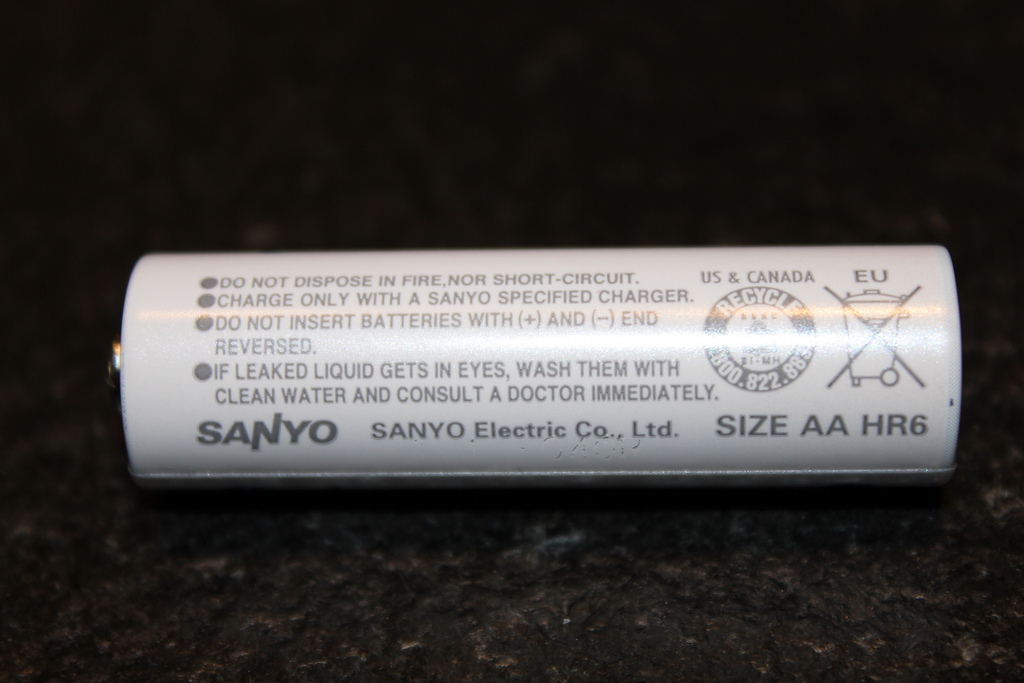 ●DO NOT DISPOSE IN FIRE,NOR SHORT-CIRCUIT.
●CHARGE ONLY WITH A SANYO SPECIFIED CHARGER.
●DO NOT INSERT BATTERIES WITH (+) AND (−) END
REVERSED.
●IF LEAKED LIQUID GETS IN EYES, WASH THEM WITH
CLEAN WATER AND CONSULT A DOCTOR IMMEDIATELY.
US & CANADA
RECYCLE
EU
SANYO
SANYO Electric Co., Ltd.
SIZE AA HR6